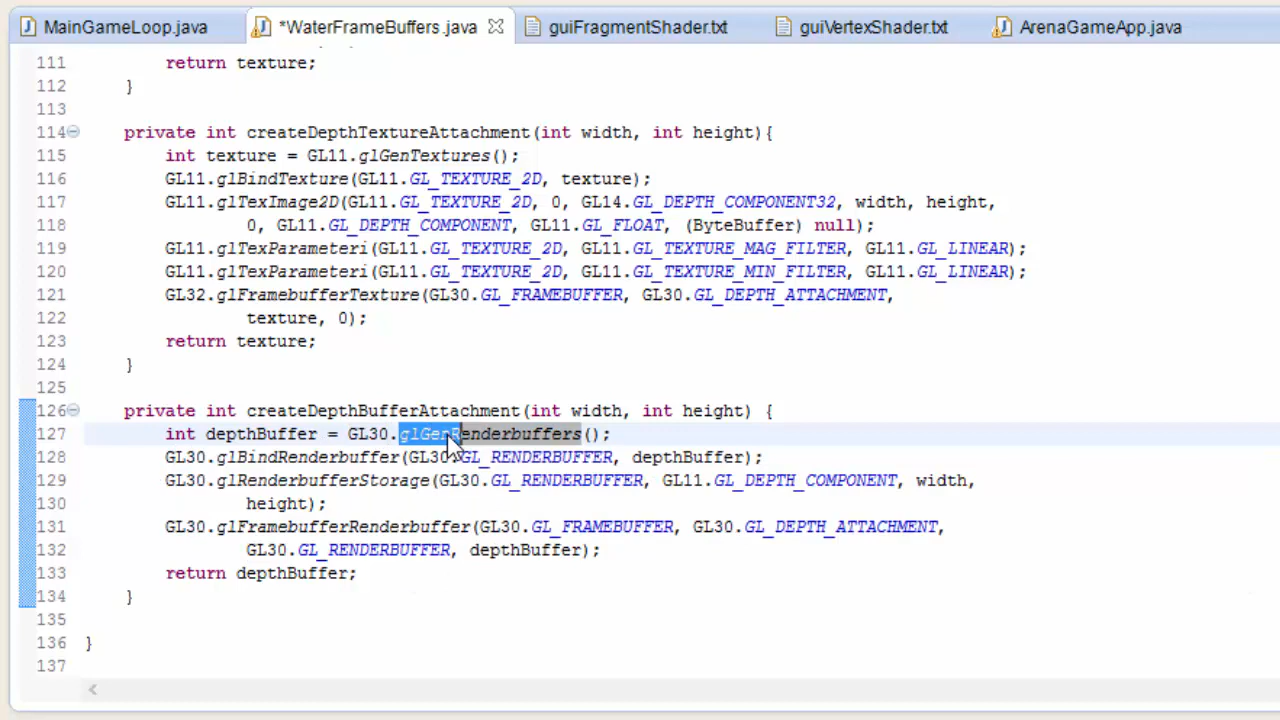 MainGameLoop.java *WaterFrameBuffers.java guiFragmentShader.txt guiVertexShader.txt ArenaGameApp.java
111 return texture;
112 }
113
114 private int createDepthTextureAttachment(int width, int height){
115 int texture = GL11.glGenTextures();
116 GL11.glBindTexture(GL11.GL_TEXTURE_2D, texture);
117 GL11.glTexImage2D(GL11.GL_TEXTURE_2D, 0, GL14.GL_DEPTH_COMPONENT32, width, height,
118 0, GL11.GL_DEPTH_COMPONENT, GL11.GL_FLOAT, (ByteBuffer) null);
119 GL11.glTexParameteri(GL11.GL_TEXTURE_2D, GL11.GL_TEXTURE_MAG_FILTER, GL11.GL_LINEAR);
120 GL11.glTexParameteri(GL11.GL_TEXTURE_2D, GL11.GL_TEXTURE_MIN_FILTER, GL11.GL_LINEAR);
121 GL32.glFramebufferTexture(GL30.GL_FRAMEBUFFER, GL30.GL_DEPTH_ATTACHMENT,
122 texture, 0);
123 return texture;
124 }
125
126 private int createDepthBufferAttachment(int width, int height) {
127 int depthBuffer = GL30.glGenRenderbuffers();
128 GL30.glBindRenderbuffer(GL30.GL_RENDERBUFFER, depthBuffer);
129 GL30.glRenderbufferStorage(GL30.GL_RENDERBUFFER, GL11.GL_DEPTH_COMPONENT, width,
130 height);
131 GL30.glFramebufferRenderbuffer(GL30.GL_FRAMEBUFFER, GL30.GL_DEPTH_ATTACHMENT,
132 GL30.GL_RENDERBUFFER, depthBuffer);
133 return depthBuffer;
134 }
135
136 }
137